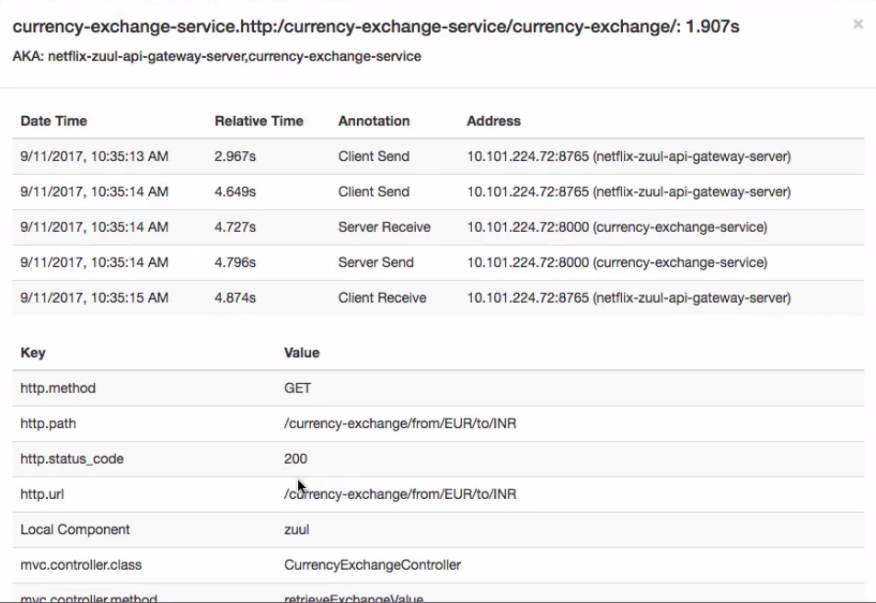 currency-exchange-service.http:/currency-exchange-service/currency-exchange/: 1.907s
×
AKA: netflix-zuul-api-gateway-server,currency-exchange-service
Date Time Relative Time Annotation Address
9/11/2017, 10:35:13 AM 2.967s Client Send 10.101.224.72:8765 (netflix-zuul-api-gateway-server)
9/11/2017, 10:35:14 AM 4.649s Client Send 10.101.224.72:8765 (netflix-zuul-api-gateway-server)
9/11/2017, 10:35:14 AM 4.727s Server Receive 10.101.224.72:8000 (currency-exchange-service)
9/11/2017, 10:35:14 AM 4.796s Server Send 10.101.224.72:8000 (currency-exchange-service)
9/11/2017, 10:35:15 AM 4.874s Client Receive 10.101.224.72:8765 (netflix-zuul-api-gateway-server)
Key Value
http.method GET
http.path /currency-exchange/from/EUR/to/INR
http.status_code 200
http.url /currency-exchange/from/EUR/to/INR
Local Component zuul
mvc.controller.class CurrencyExchangeController
mvc.controller.method retrieveExchangeValue